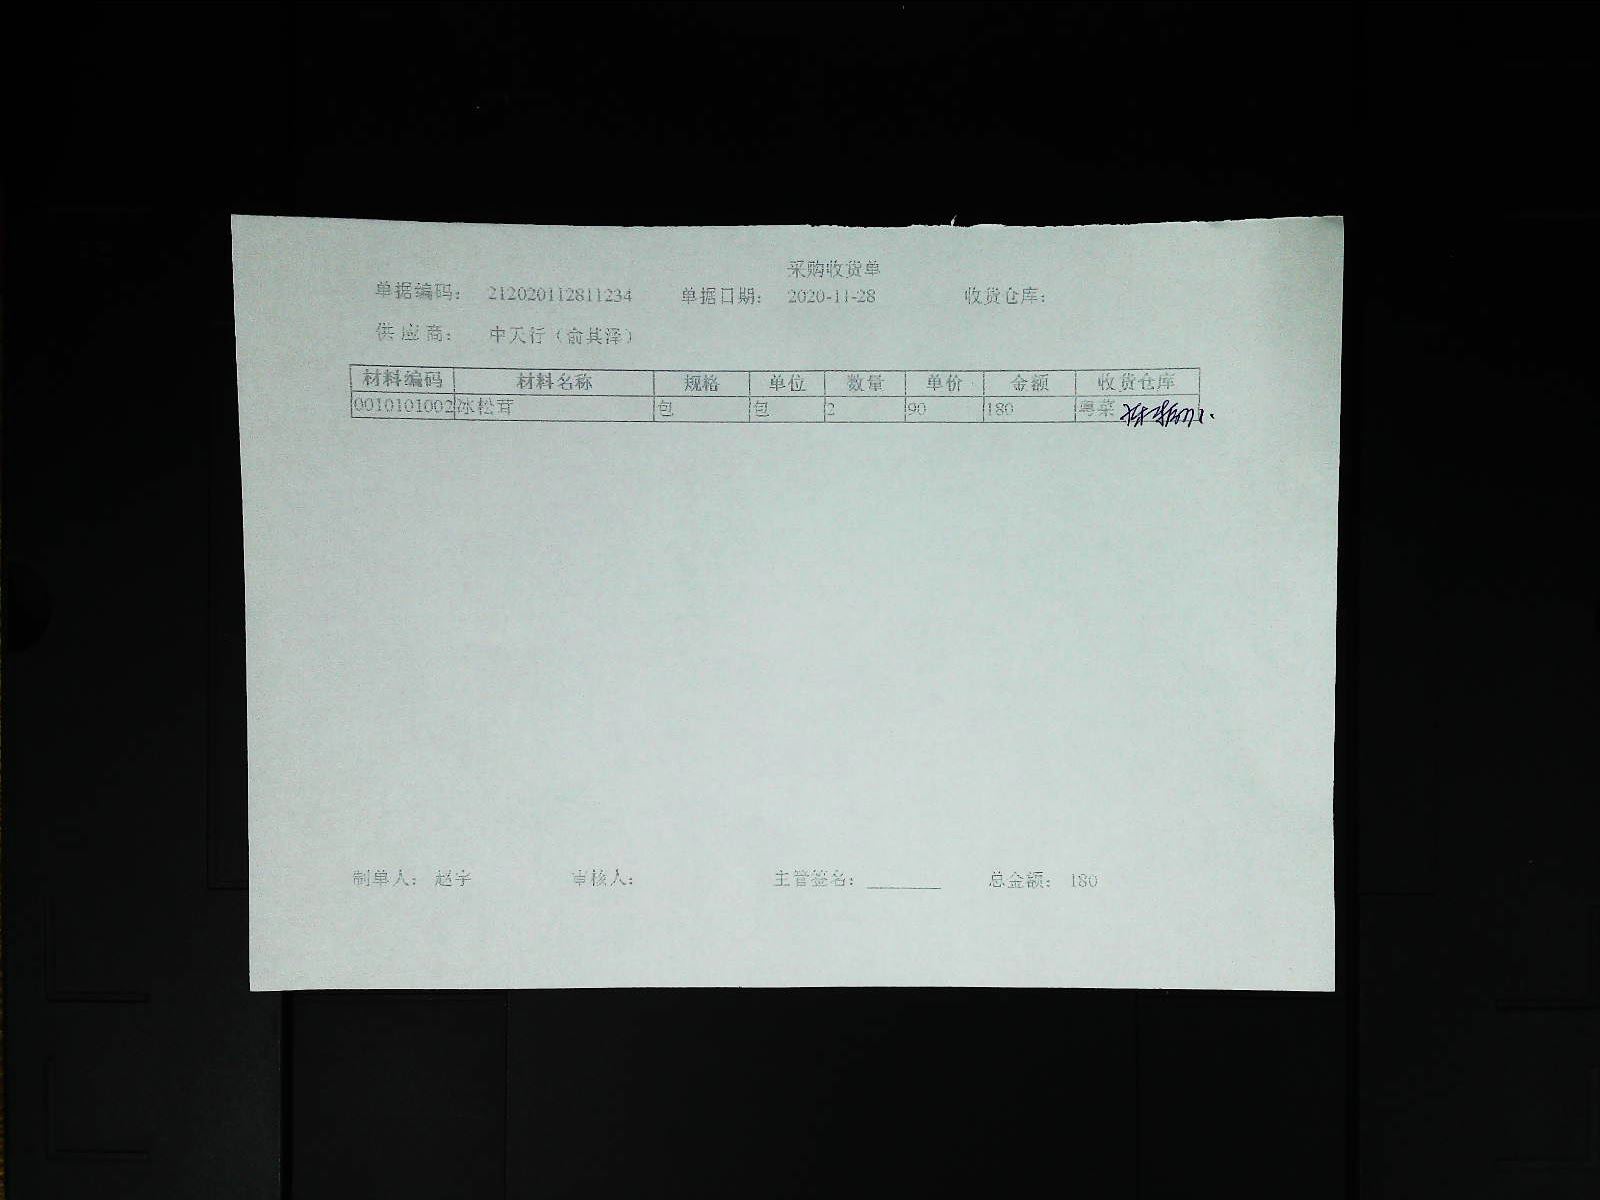 采购收货单
单据编码： 212020112811234 单据日期： 2020-11-28 收货仓库：
供应商： 中天行（俞其泽）
材料编码 材料名称 规格 单位 数量 单价 金额 收货仓库
0010101002 冰松茸 包 包 2 90 180 粤菜
制单人： 赵宇 审核人： 主管签名： ________ 总金额： 180